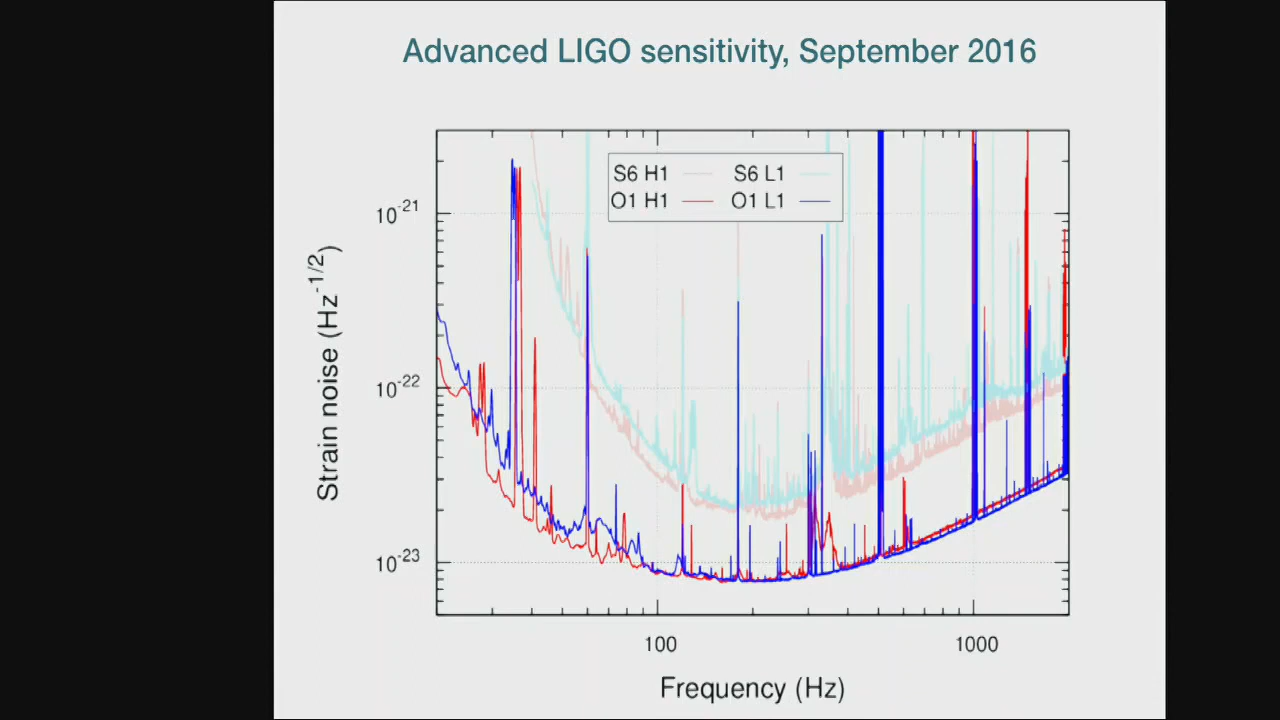 Advanced LIGO sensitivity, September 2016
S6 H1 S6 L1
O1 H1 O1 L1
10-21
10-22
10-23
Strain noise (Hz-1/2)
100 1000
Frequency (Hz)